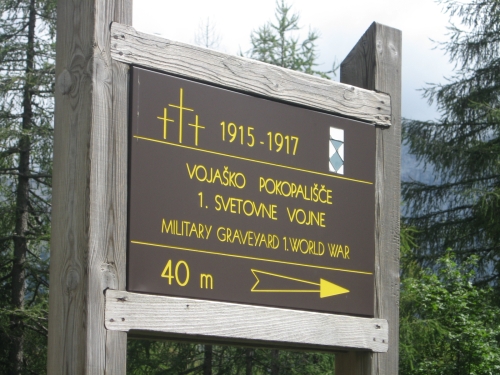 1915-1917
VOJAŠKO POKOPALIŠČE
1. SVETOVNE VOJNE
MILITARY GRAVEYARD 1. WORLD WAR
40 m